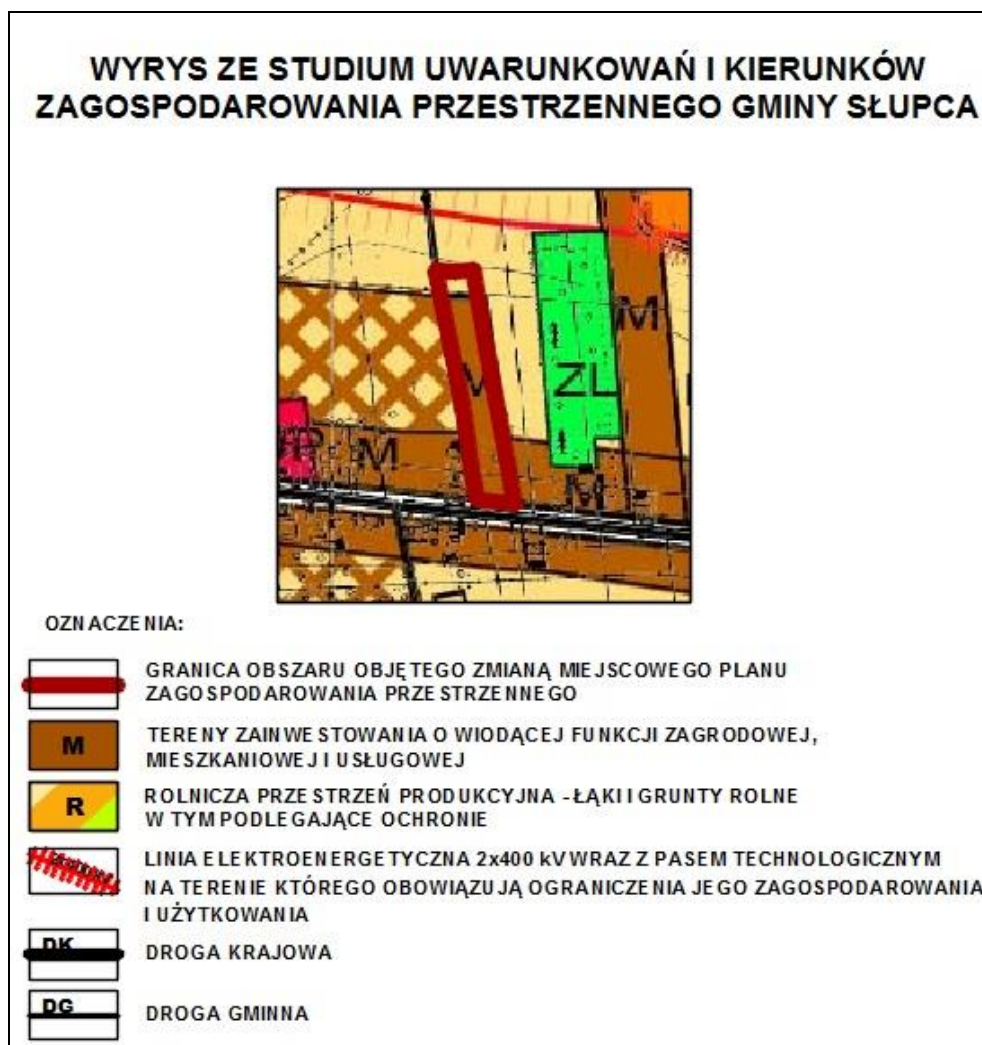 WYRYS ZE STUDIUM UWARUNKOWAŃ I KIERUNKÓW
ZAGOSPODAROWANIA PRZESTRZENNEGO GMINY SŁUPCA
M
ZL
P
M
M
OZNACZENIA:
GRANICA OBSZARU OBJĘTEGO ZMIANĄ MIEJSCOWEGO PLANU
ZAGOSPODAROWANIA PRZESTRZENNEGO
M
TERENY ZAINWESTOWANIA O WIODĄCEJ FUNKCJI ZAGRODOWEJ,
MIESZKANIOWEJ I USŁUGOWEJ
R
ROLNICZA PRZESTRZEŃ PRODUKCYJNA - ŁĄKI I GRUNTY ROLNE
W TYM PODLEGAJĄCE OCHRONIE
LINIA ELEKTROENERGETYCZNA 2x400 kV WRAZ Z PASEM TECHNOLOGICZNYM
NA TERENIE KTÓREGO OBOWIĄZUJĄ OGRANICZENIA JEGO ZAGOSPODAROWANIA
I UŻYTKOWANIA
DK
DROGA KRAJOWA
DG
DROGA GMINNA